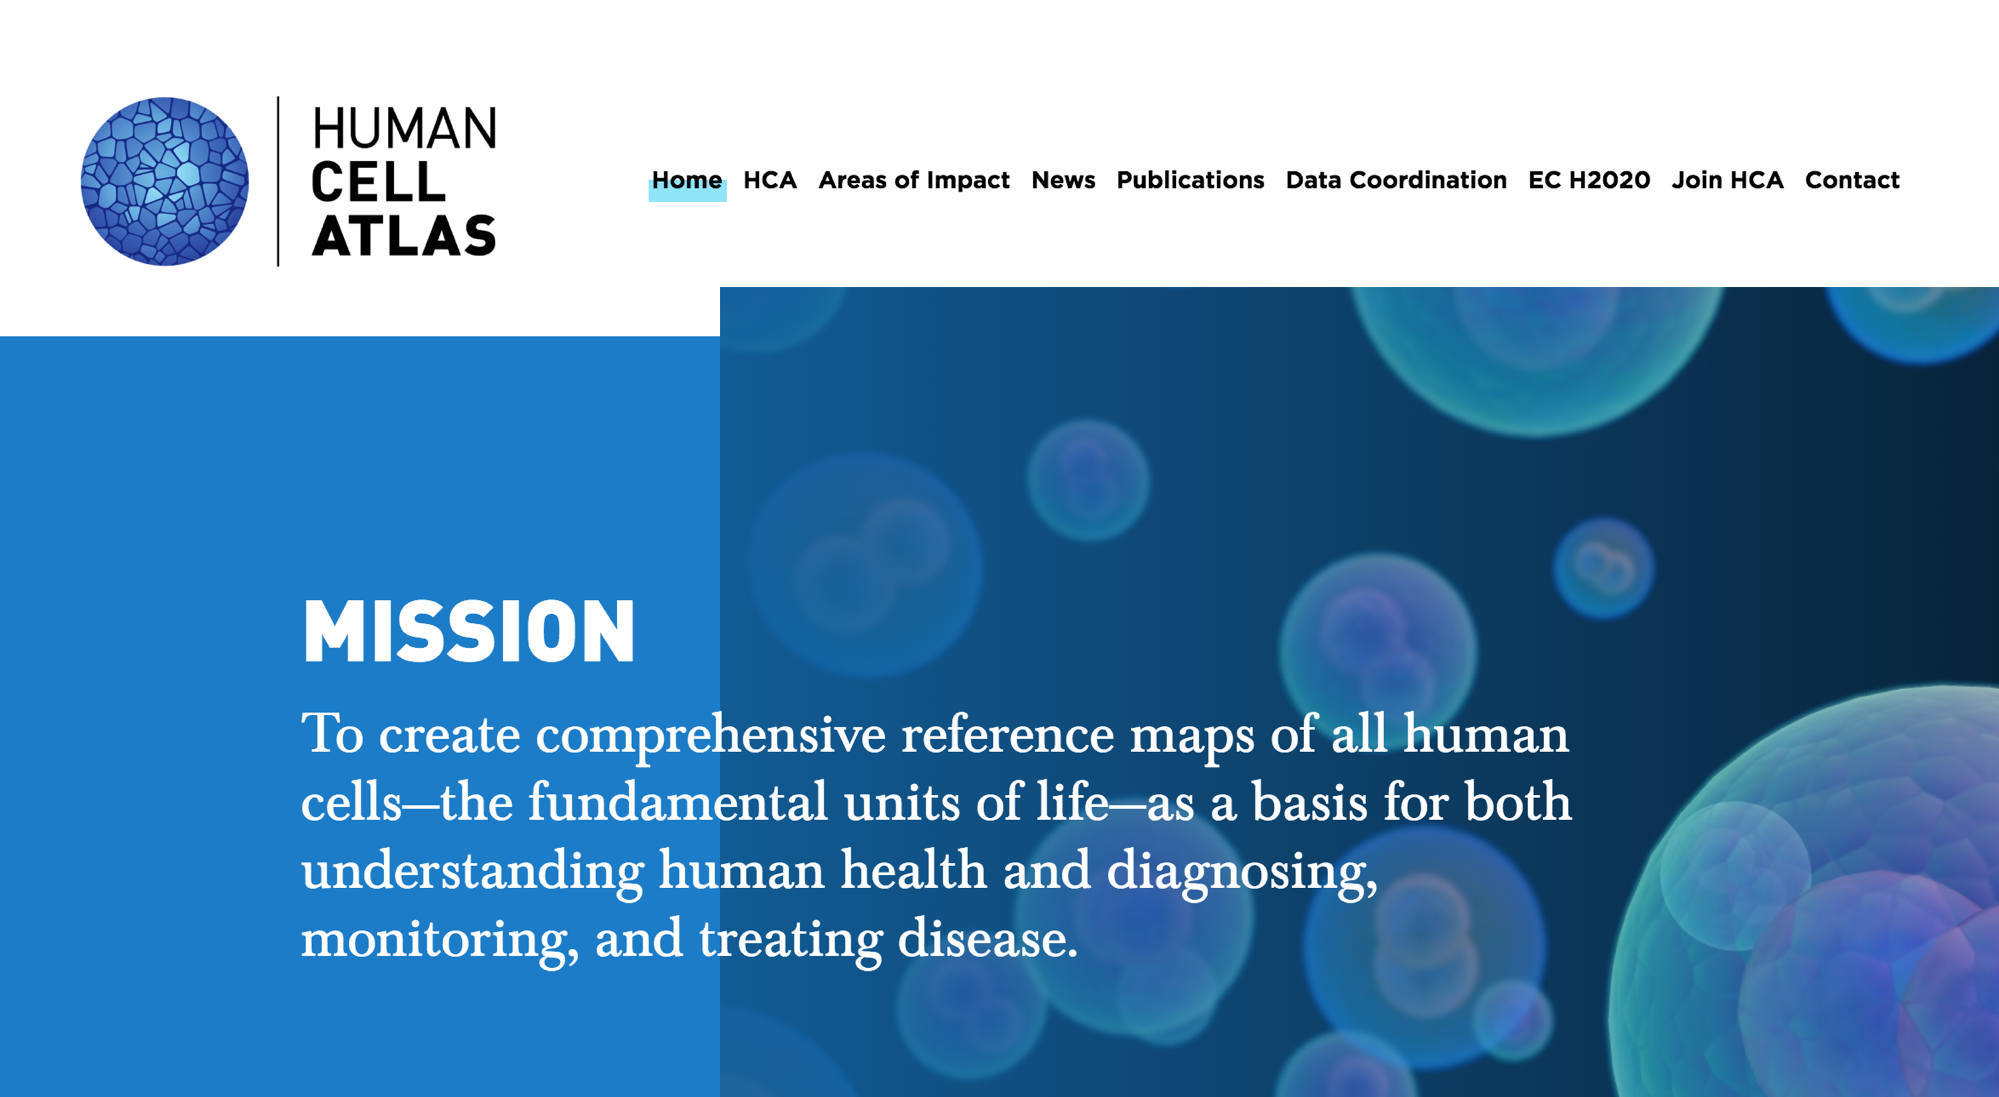 HUMAN
CELL
ATLAS
Home HCA Areas of Impact News Publications Data Coordination EC H2020 Join HCA Contact
MISSION
To create comprehensive reference maps of all human
cells—the fundamental units of life—as a basis for both
understanding human health and diagnosing,
monitoring, and treating disease.